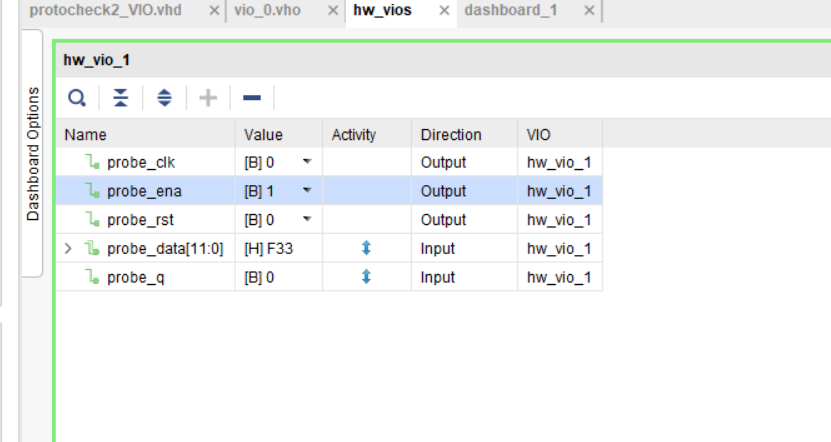 protocheck2_VIO.vhd × vio_0.vho × hw_vios × dashboard_1 ×
Dashboard Options
hw_vio_1
Name Value Activity Direction VIO
probe_clk [B] 0 Output hw_vio_1
probe_ena [B] 1 Output hw_vio_1
probe_rst [B] 0 Output hw_vio_1
> probe_data[11:0] [H] F33 Input hw_vio_1
probe_q [B] 0 Input hw_vio_1